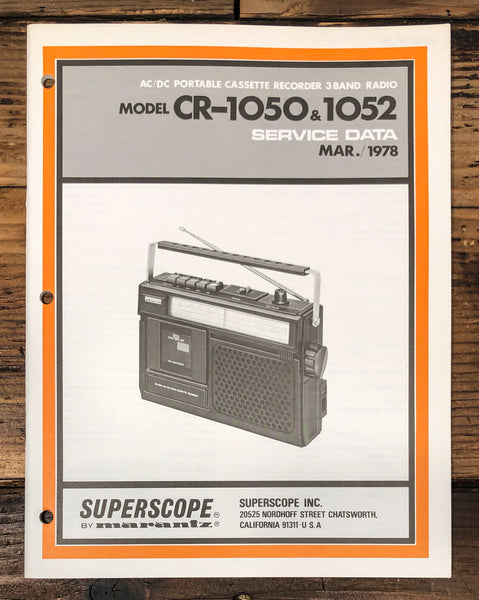 AC/DC PORTABLE CASSETTE RECORDER 3 BAND RADIO
MODEL CR-1050 & 1052
SERVICE DATA
MAR./1978
SUPERSCOPE
SUPERSCOPE®
BY marantz®
SUPERSCOPE INC.
20525 NORDHOFF STREET CHATSWORTH,
CALIFORNIA 91311 U S.A